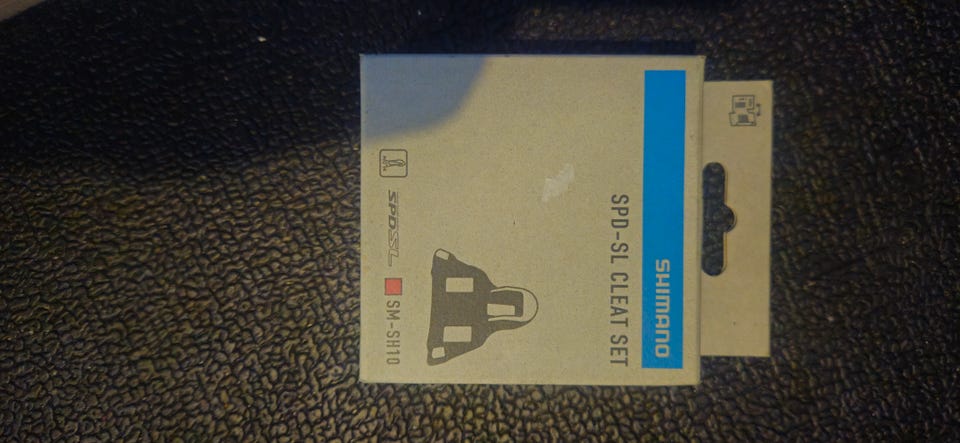 SHIMANO
SPD-SL CLEAT SET
SPD-SL
SM-SH10